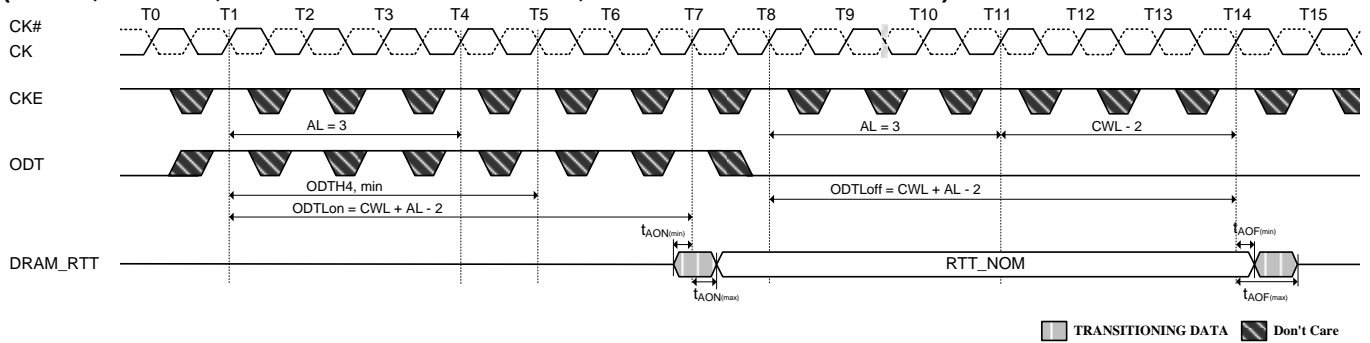 T0 T1 T2 T3 T4 T5 T6 T7 T8 T9 T10 T11 T12 T13 T14 T15
CK#
CK
CKE
AL = 3 AL = 3 CWL - 2
ODT
ODTH4, min ODTLoff = CWL + AL - 2
ODTLon = CWL + AL - 2
tAON(min) tAOF(min)
DRAM_RTT RTT_NOM
tAON(max) tAOF(max)
TRANSITIONING DATA Don't Care